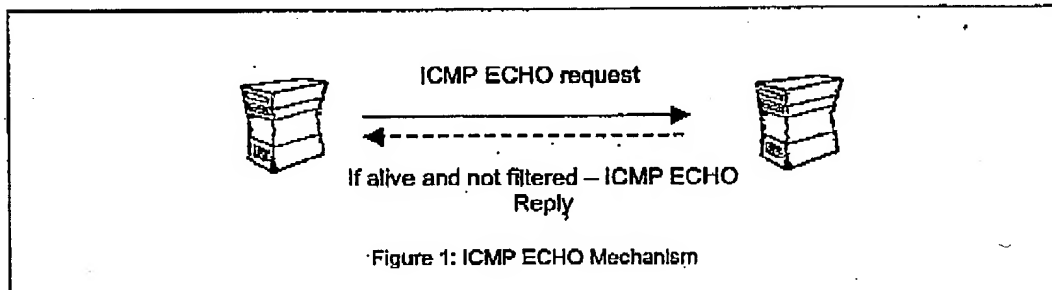 ICMP ECHO request
If alive and not filtered – ICMP ECHO
Reply
Figure 1: ICMP ECHO Mechanism